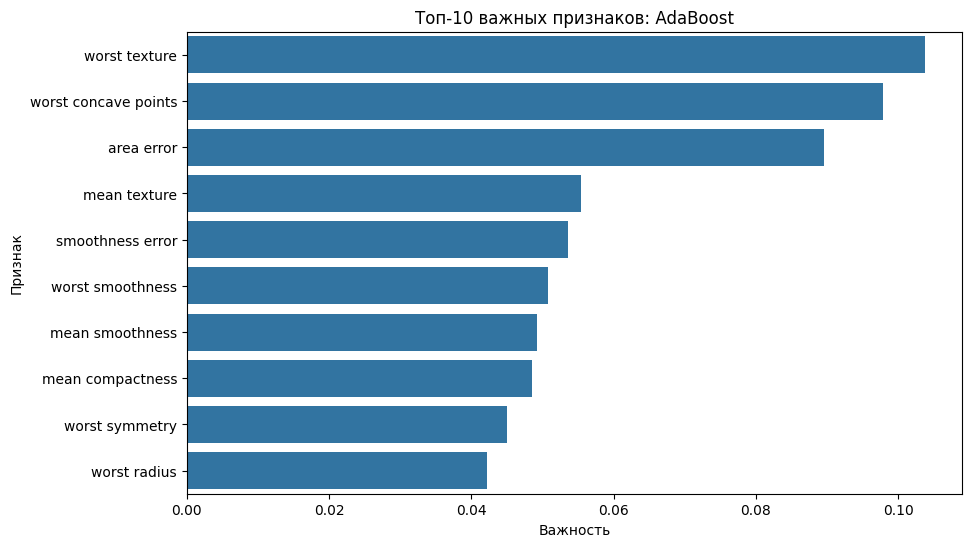 Топ-10 важных признаков: AdaBoost
Признак
worst texture
worst concave points
area error
mean texture
smoothness error
worst smoothness
mean smoothness
mean compactness
worst symmetry
worst radius
0.00 0.02 0.04 0.06 0.08 0.10
Важность